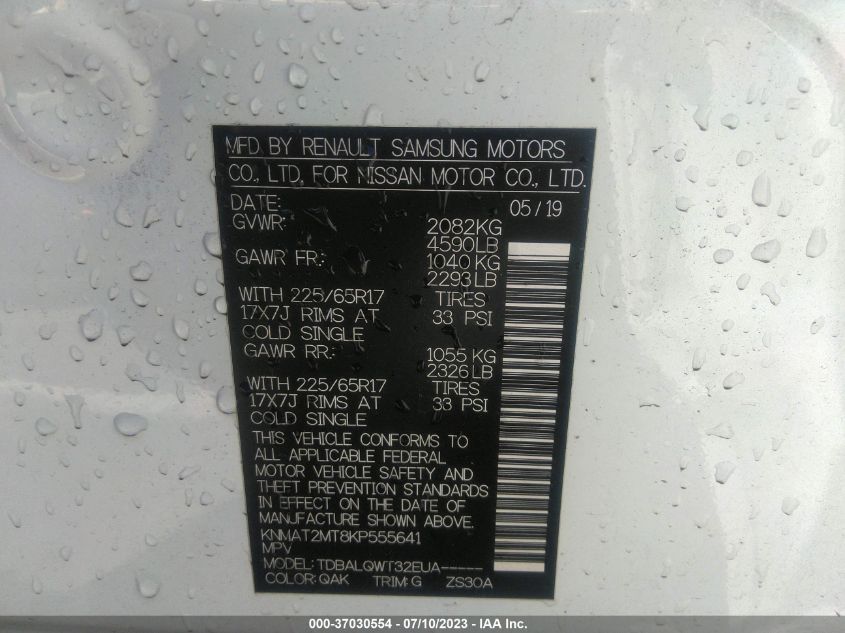 MFD. BY RENAULT SAMSUNG MOTORS
CO., LTD. FOR NISSAN MOTOR CO., LTD.
DATE: 05/19
GVWR: 2082KG
4590LB
GAWR FR.: 1040 KG
2293 LB
WITH 225/65R17 TIRES
17X7J RIMS AT 33 PSI
COLD SINGLE
GAWR RR.: 1055 KG
2326 LB
WITH 225/65R17 TIRES
17X7J RIMS AT 33 PSI
COLD SINGLE
THIS VEHICLE CONFORMS TO
ALL APPLICABLE FEDERAL
MOTOR VEHICLE SAFETY AND
THEFT PREVENTION STANDARDS
IN EFFECT ON THE DATE OF
MANUFACTURE SHOWN ABOVE.
KNMAT2MT8KP555641
MPV
MODEL: TDBALQWT32EUA-----
COLOR: QAK TRIM: G ZS30A
000-37030554 - 07/10/2023 - IAA Inc.